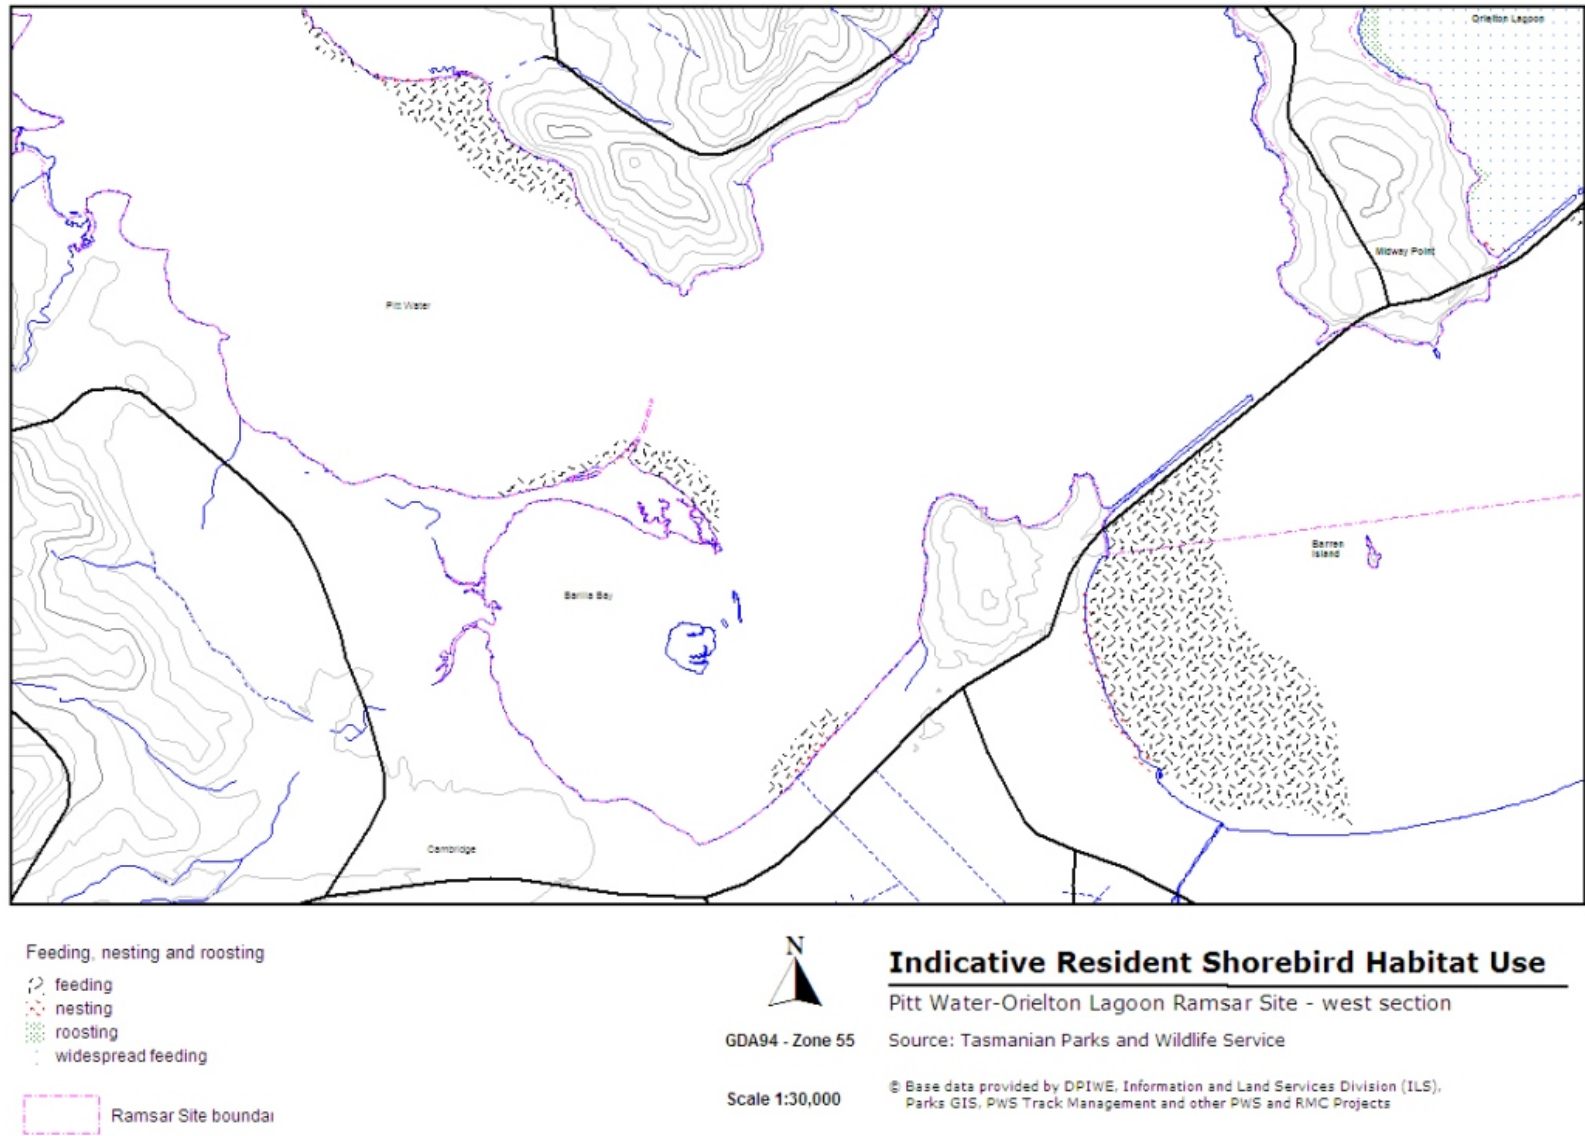 Orielton Lagoon
Midway Point
Pitt Water
Barren
Island
Barilla Bay
Cambridge
Feeding, nesting and roosting
feeding
nesting
roosting
widespread feeding
Ramsar Site boundar
N
GDA94 - Zone 55
Scale 1:30,000
Indicative Resident Shorebird Habitat Use
Pitt Water-Orielton Lagoon Ramsar Site - west section
Source: Tasmanian Parks and Wildlife Service
© Base data provided by DPIWE, Information and Land Services Division (ILS),
Parks GIS, PWS Track Management and other PWS and RMC Projects